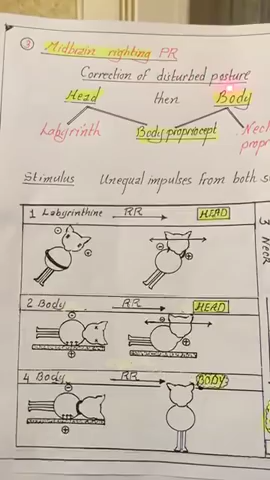 ③ Midbrain righting PR
Correction of disturbed posture
Head then Body
Labyrinth Body propriocept. Neck
propr
Stimulus Unequal impulses from both s
1 Labyrinthine RR HEAD
⊖
⊕
2 Body RR HEAD
⊖
⊕
4 Body RR BODY
⊖
⊕
3 Neck